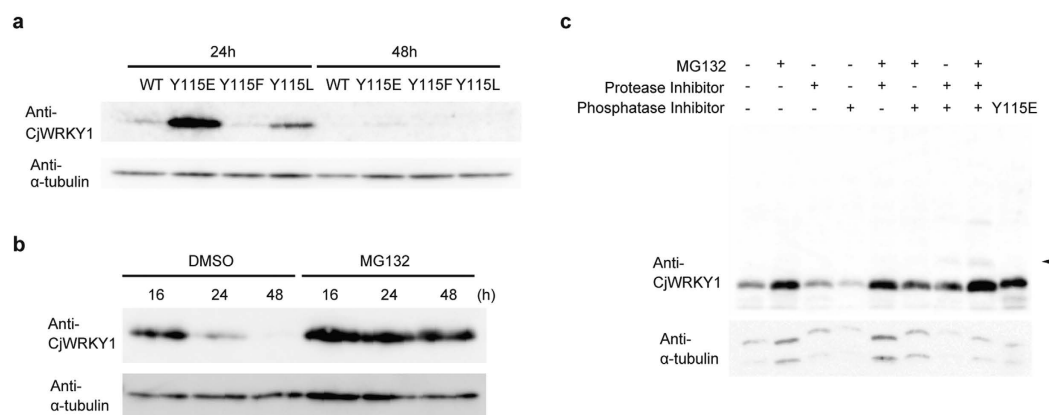 a
24h 48h
WT Y115E Y115F Y115L WT Y115E Y115F Y115L
Anti-
CjWRKY1
Anti-
α-tubulin
b
DMSO MG132
16 24 48 16 24 48 (h)
Anti-
CjWRKY1
Anti-
α-tubulin
c
MG132 - + - - + + - +
Protease Inhibitor - - + - + - + +
Phosphatase Inhibitor - - - + - + + + Y115E
Anti-
CjWRKY1
Anti-
α-tubulin